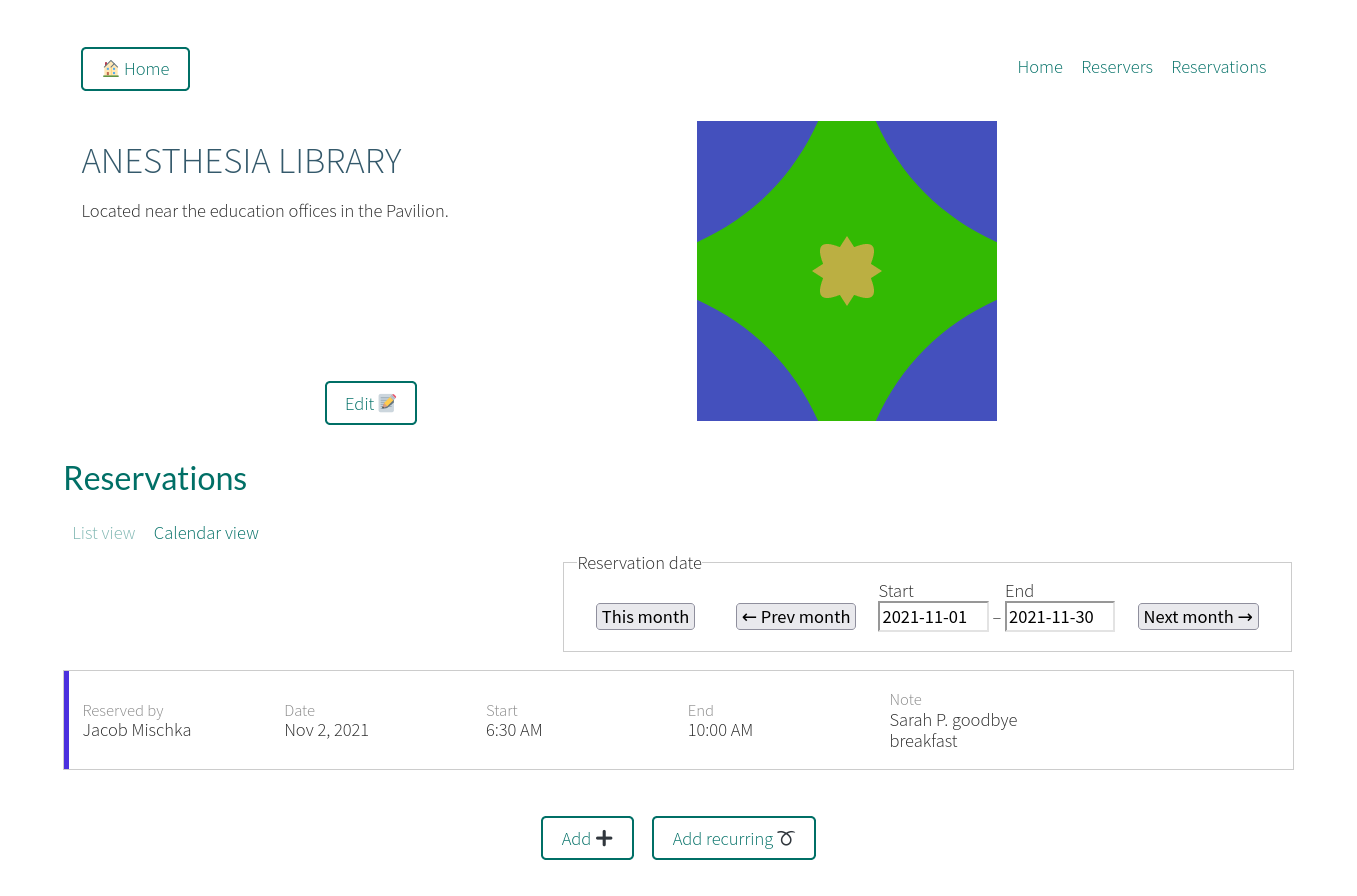 🏠 Home
Home Reservers Reservations
ANESTHESIA LIBRARY
Located near the education offices in the Pavilion.
Edit 📝
Reservations
List view Calendar view
Reservation date
Start End
This month ← Prev month 2021-11-01 – 2021-11-30 Next month →
Reserved by Date Start End Note
Jacob Mischka Nov 2, 2021 6:30 AM 10:00 AM Sarah P. goodbye
breakfast
Add ➕ Add recurring ➰